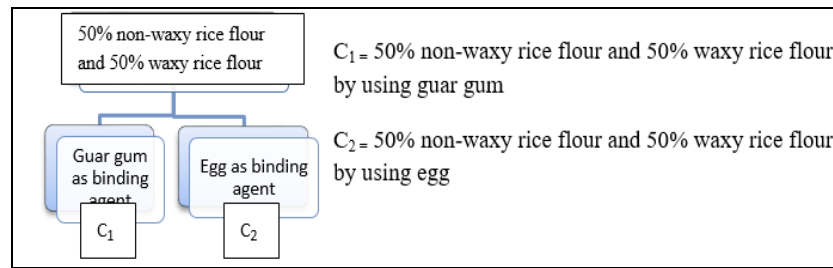 50% non-waxy rice flour
and 50% waxy rice flour
Guar gum
as binding
agent
C₁
Egg as binding
agent
C₂
C₁ = 50% non-waxy rice flour and 50% waxy rice flour
by using guar gum
C₂ = 50% non-waxy rice flour and 50% waxy rice flour
by using egg